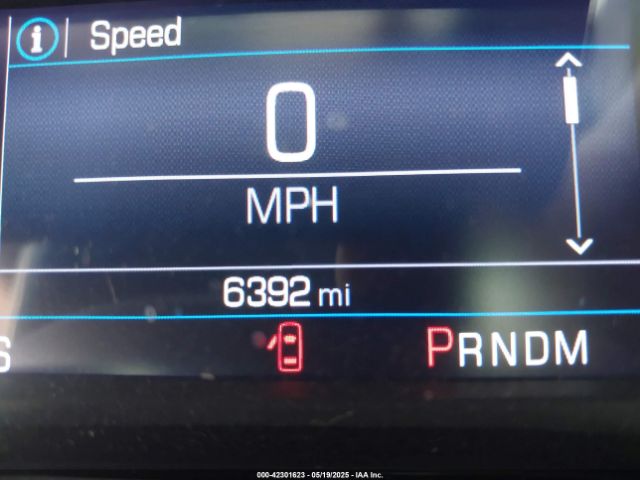 i Speed
0
MPH
6392 mi
S PRNDM
000-42301623 - 05/19/2025 - IAA Inc.